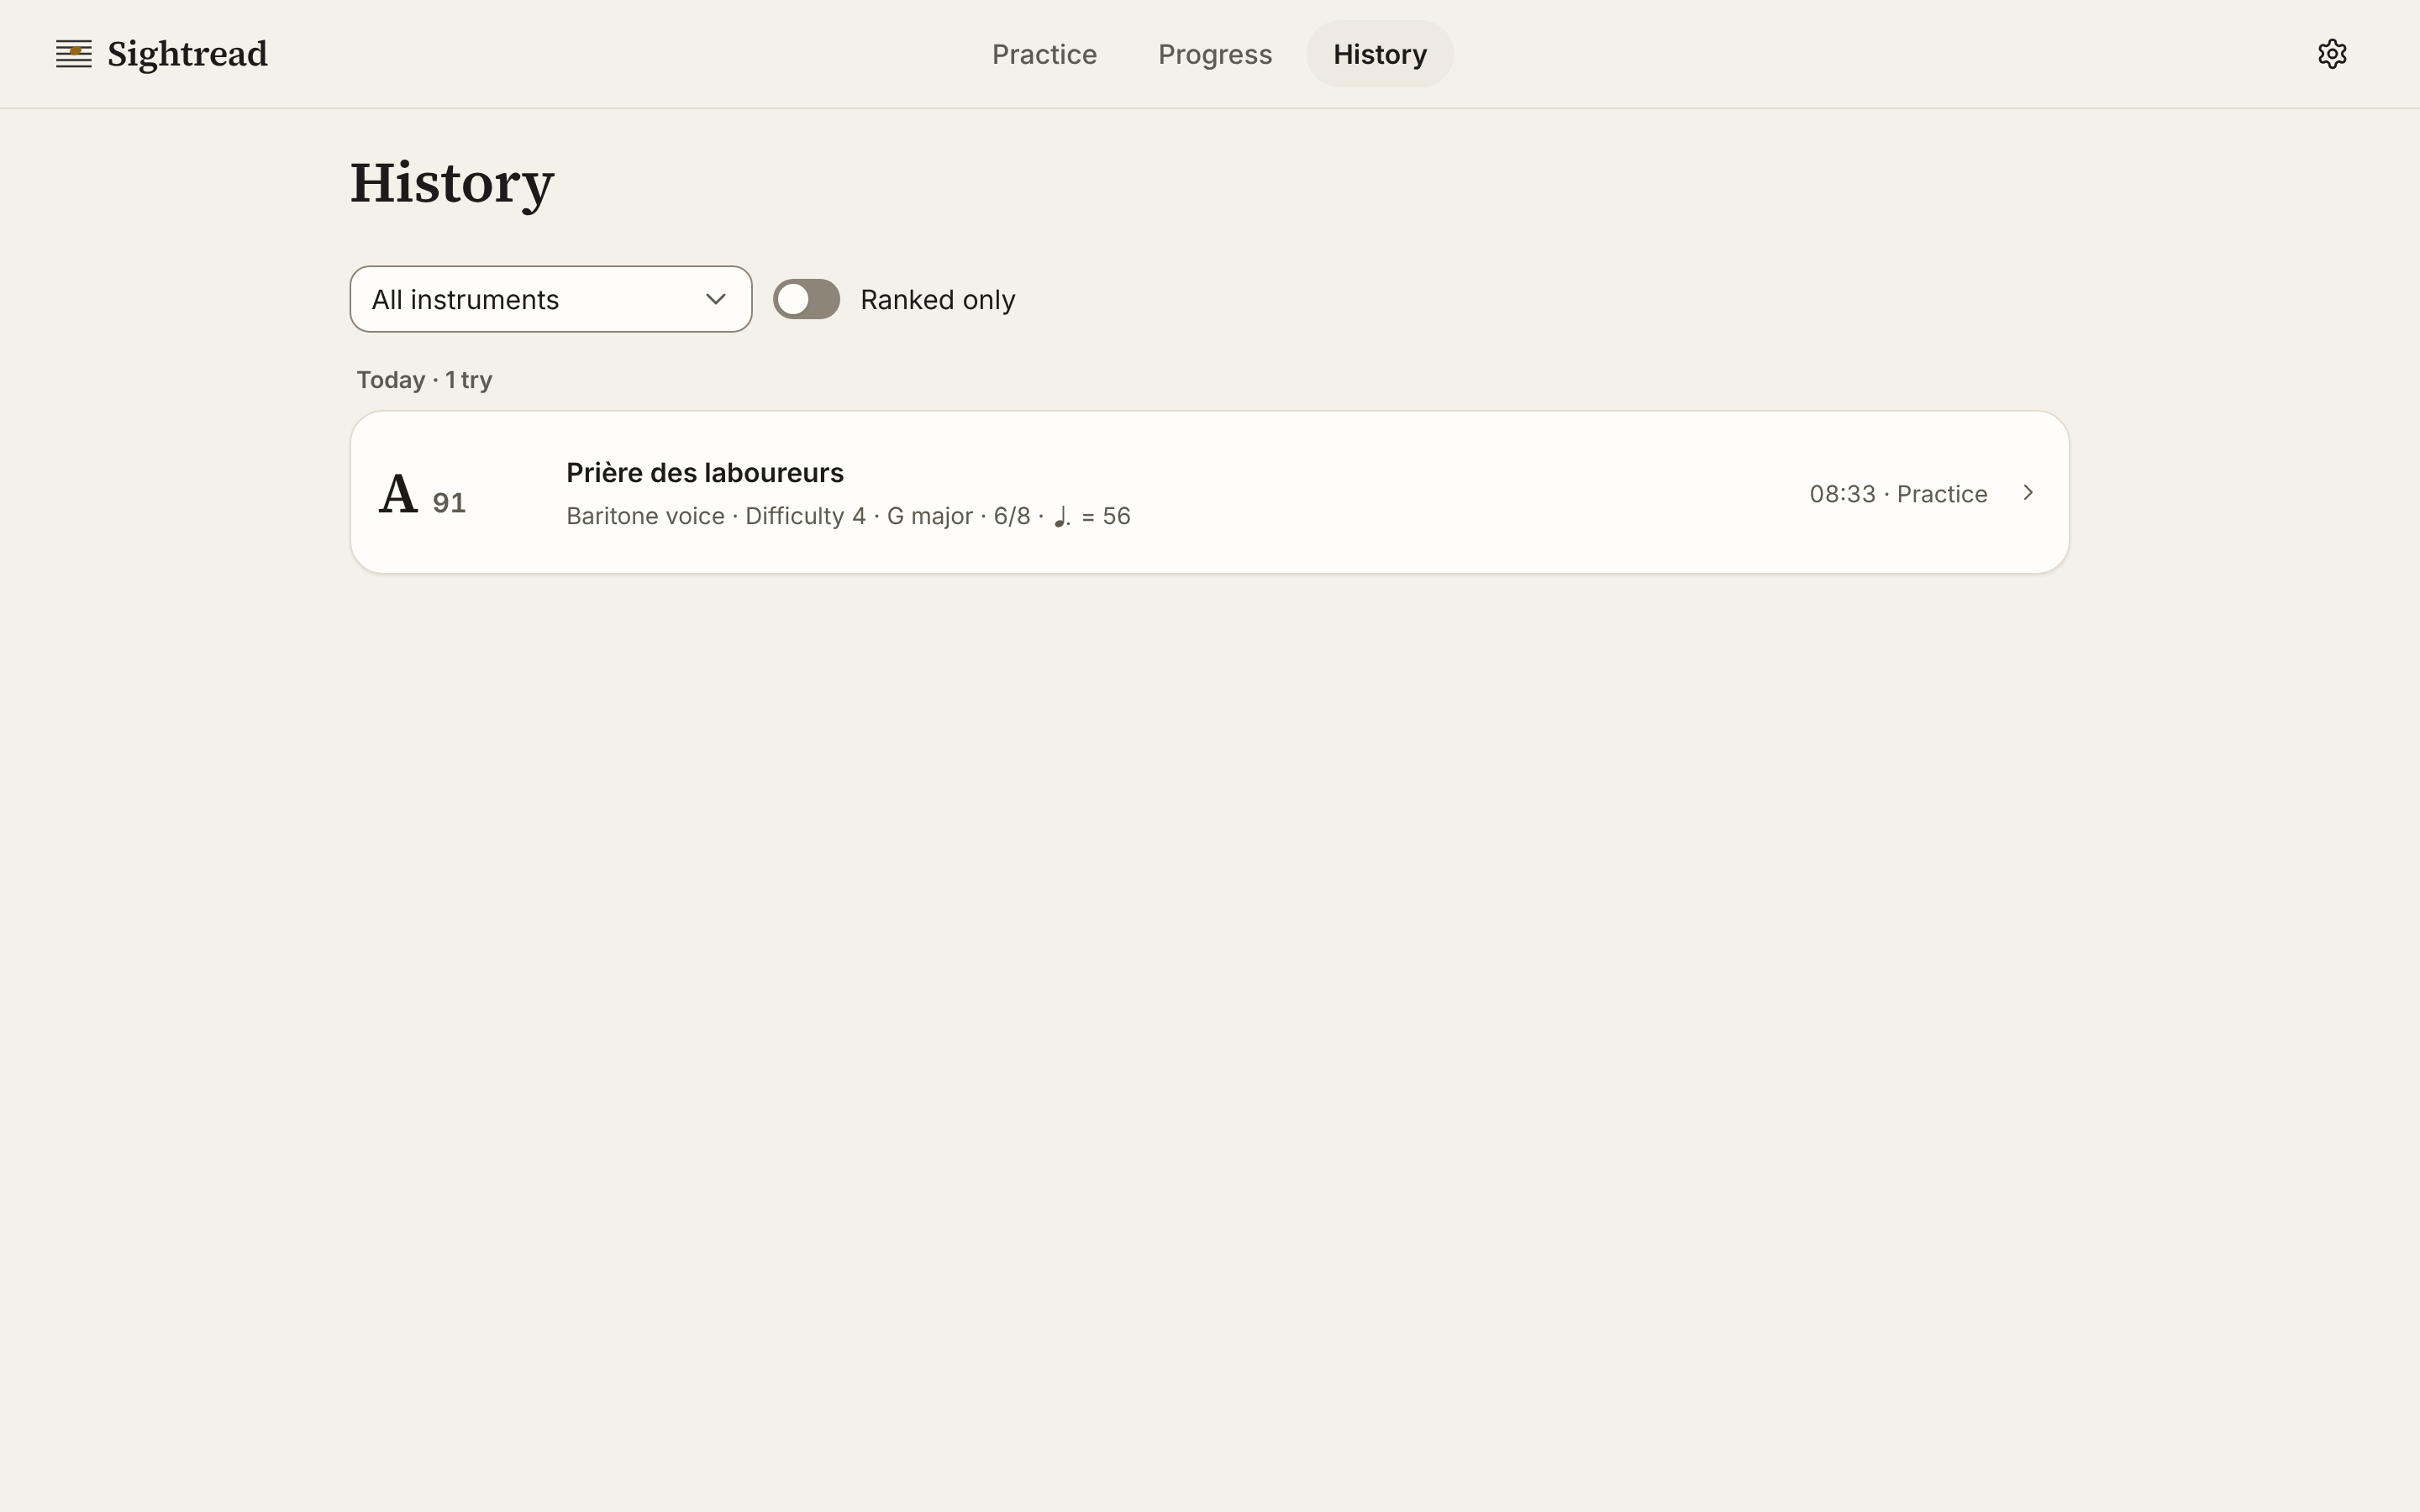 Sightread
Practice
Progress
History
History
All instruments
Ranked only
Today · 1 try
A 91
Prière des laboureurs
Baritone voice · Difficulty 4 · G major · 6/8 · ♩. = 56
08:33 · Practice